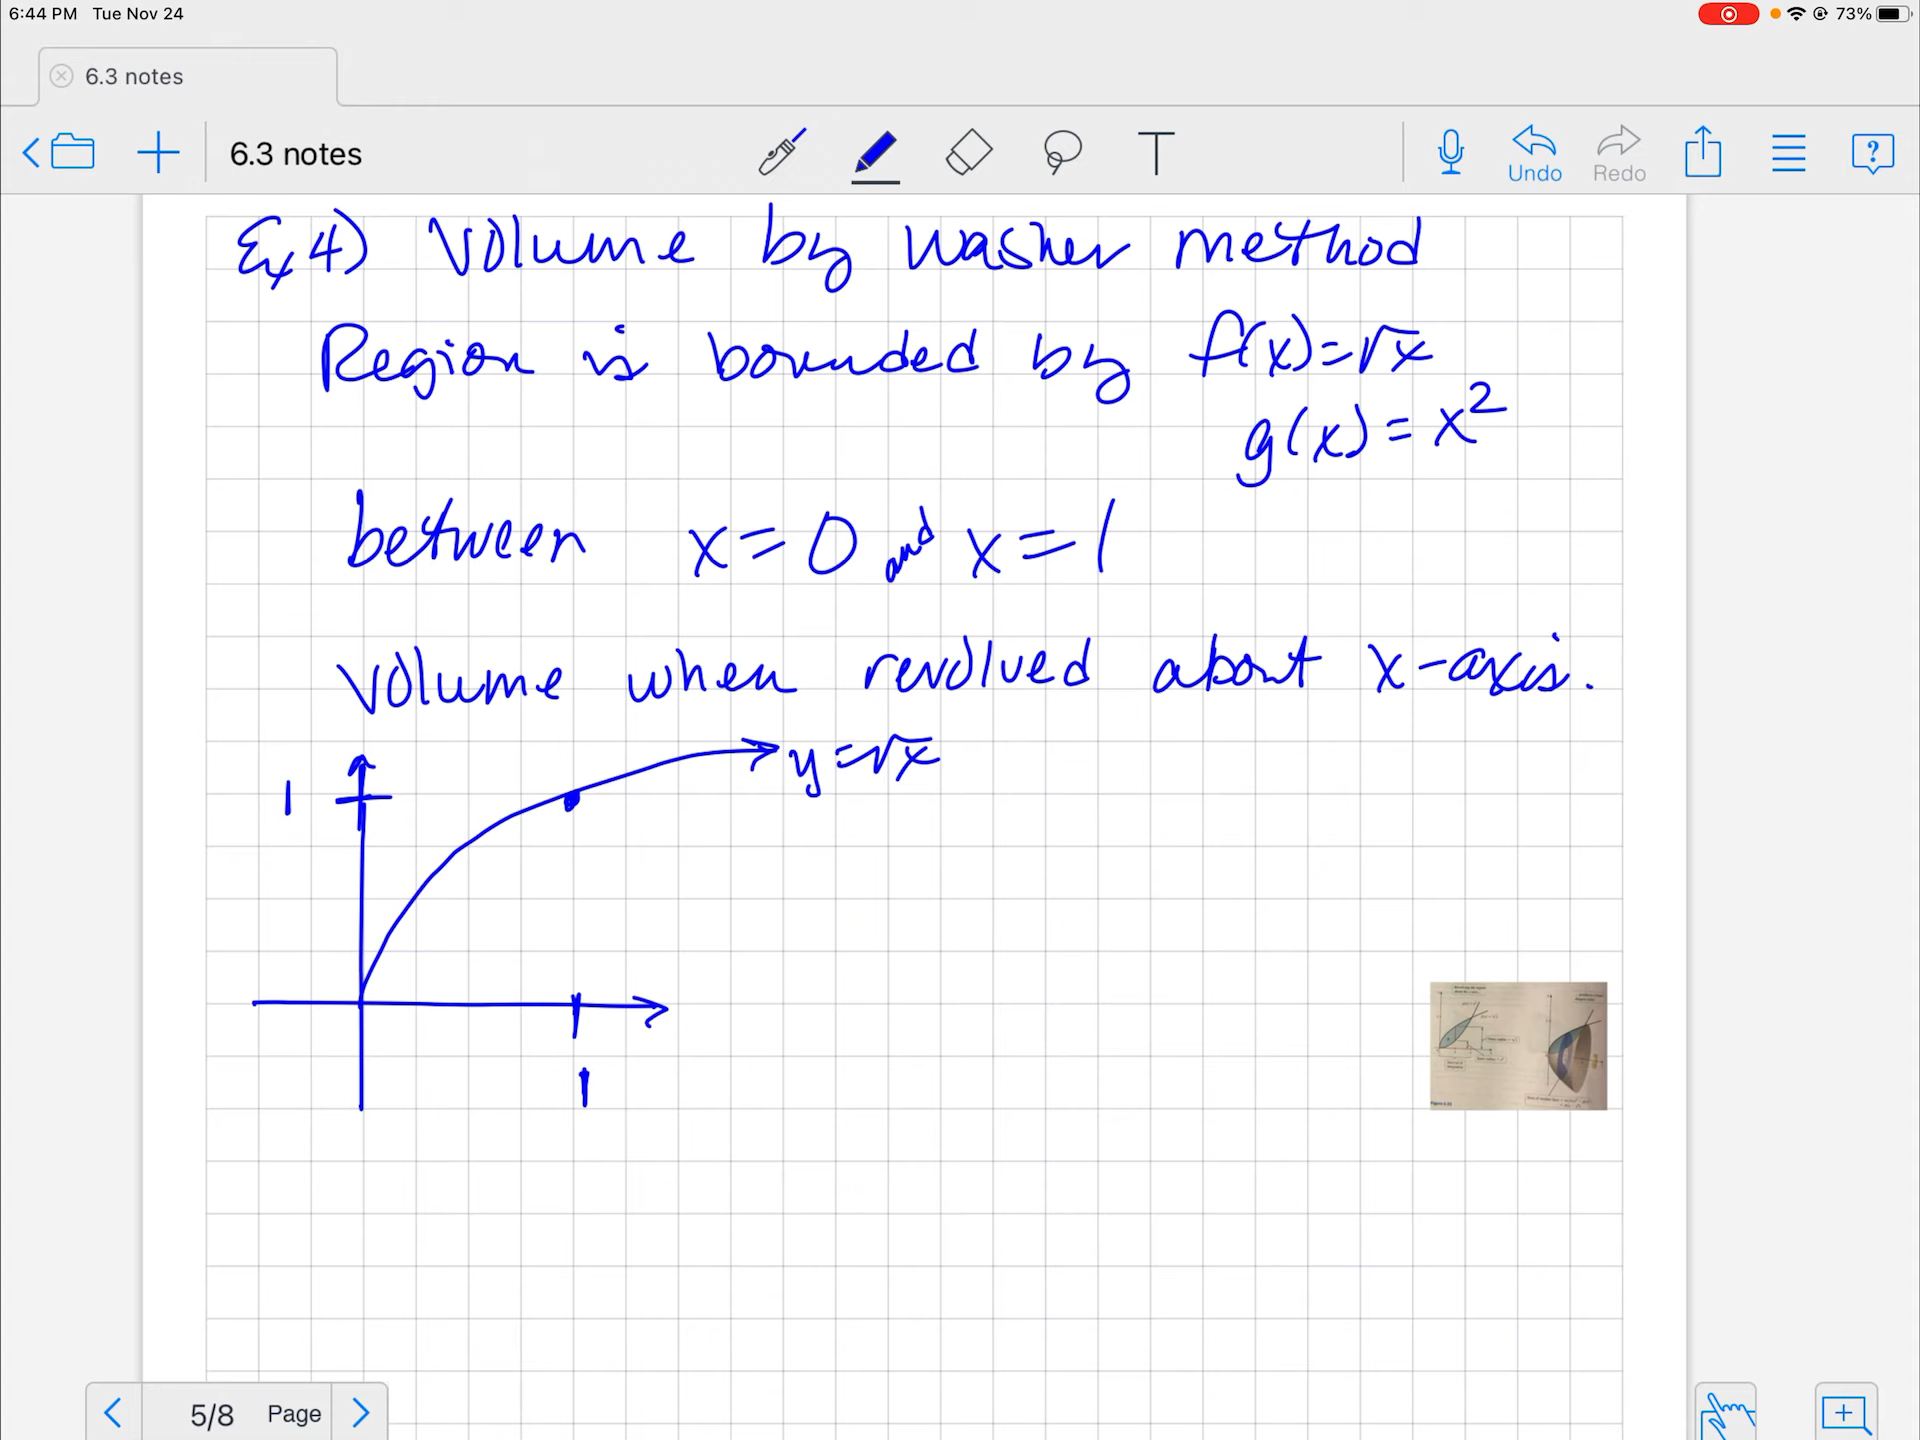 6:44 PM Tue Nov 24
73%
6.3 notes
6.3 notes
T
Undo
Redo
?
Ex 4) Volume by Washer method
Region is bounded by f(x)=√x
g(x)= x²
between x=0 and x=1
Volume when revolved about x-axis.
y=√x
1
1
5/8 Page